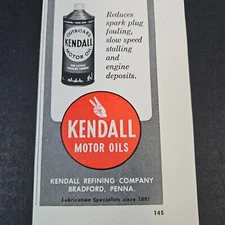 Reduces
spark plug
fouling,
slow speed
stalling
and
engine
deposits.
OUTBOARD
KENDALL
MOTOR OIL
KENDALL
MOTOR OILS
KENDALL REFINING COMPANY
BRADFORD, PENNA.
Lubrication Specialists since 1881
145